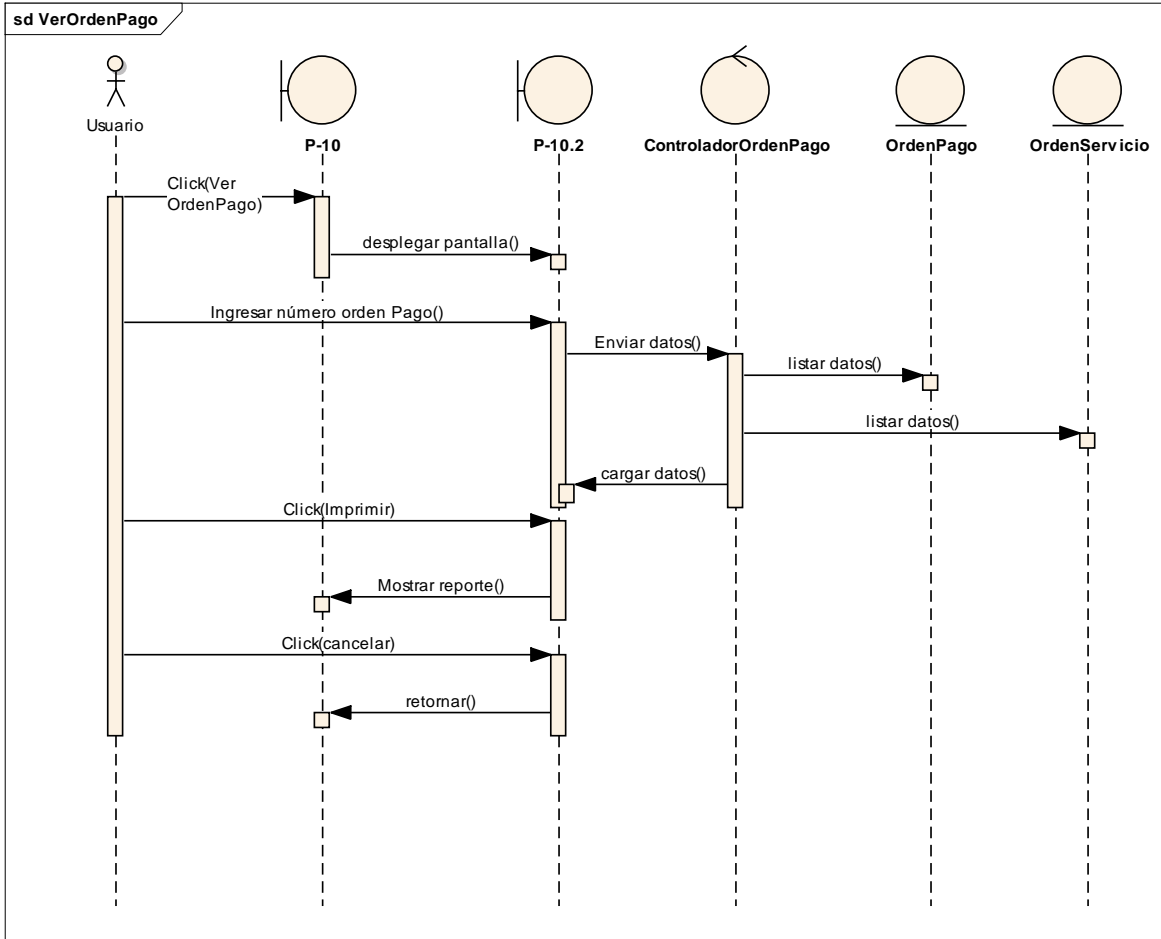 sd VerOrdenPago
Usuario
P-10
P-10.2
ControladorOrdenPago
OrdenPago
OrdenServicio
Click(Ver
OrdenPago)
desplegar pantalla()
Ingresar número orden Pago()
Enviar datos()
listar datos()
listar datos()
cargar datos()
Click(Imprimir)
Mostrar reporte()
Click(cancelar)
retornar()